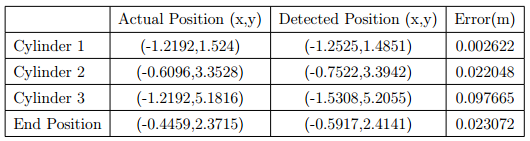 Actual Position (x,y) Detected Position (x,y) Error(m)
Cylinder 1 (-1.2192,1.524) (-1.2525,1.4851) 0.002622
Cylinder 2 (-0.6096,3.3528) (-0.7522,3.3942) 0.022048
Cylinder 3 (-1.2192,5.1816) (-1.5308,5.2055) 0.097665
End Position (-0.4459,2.3715) (-0.5917,2.4141) 0.023072